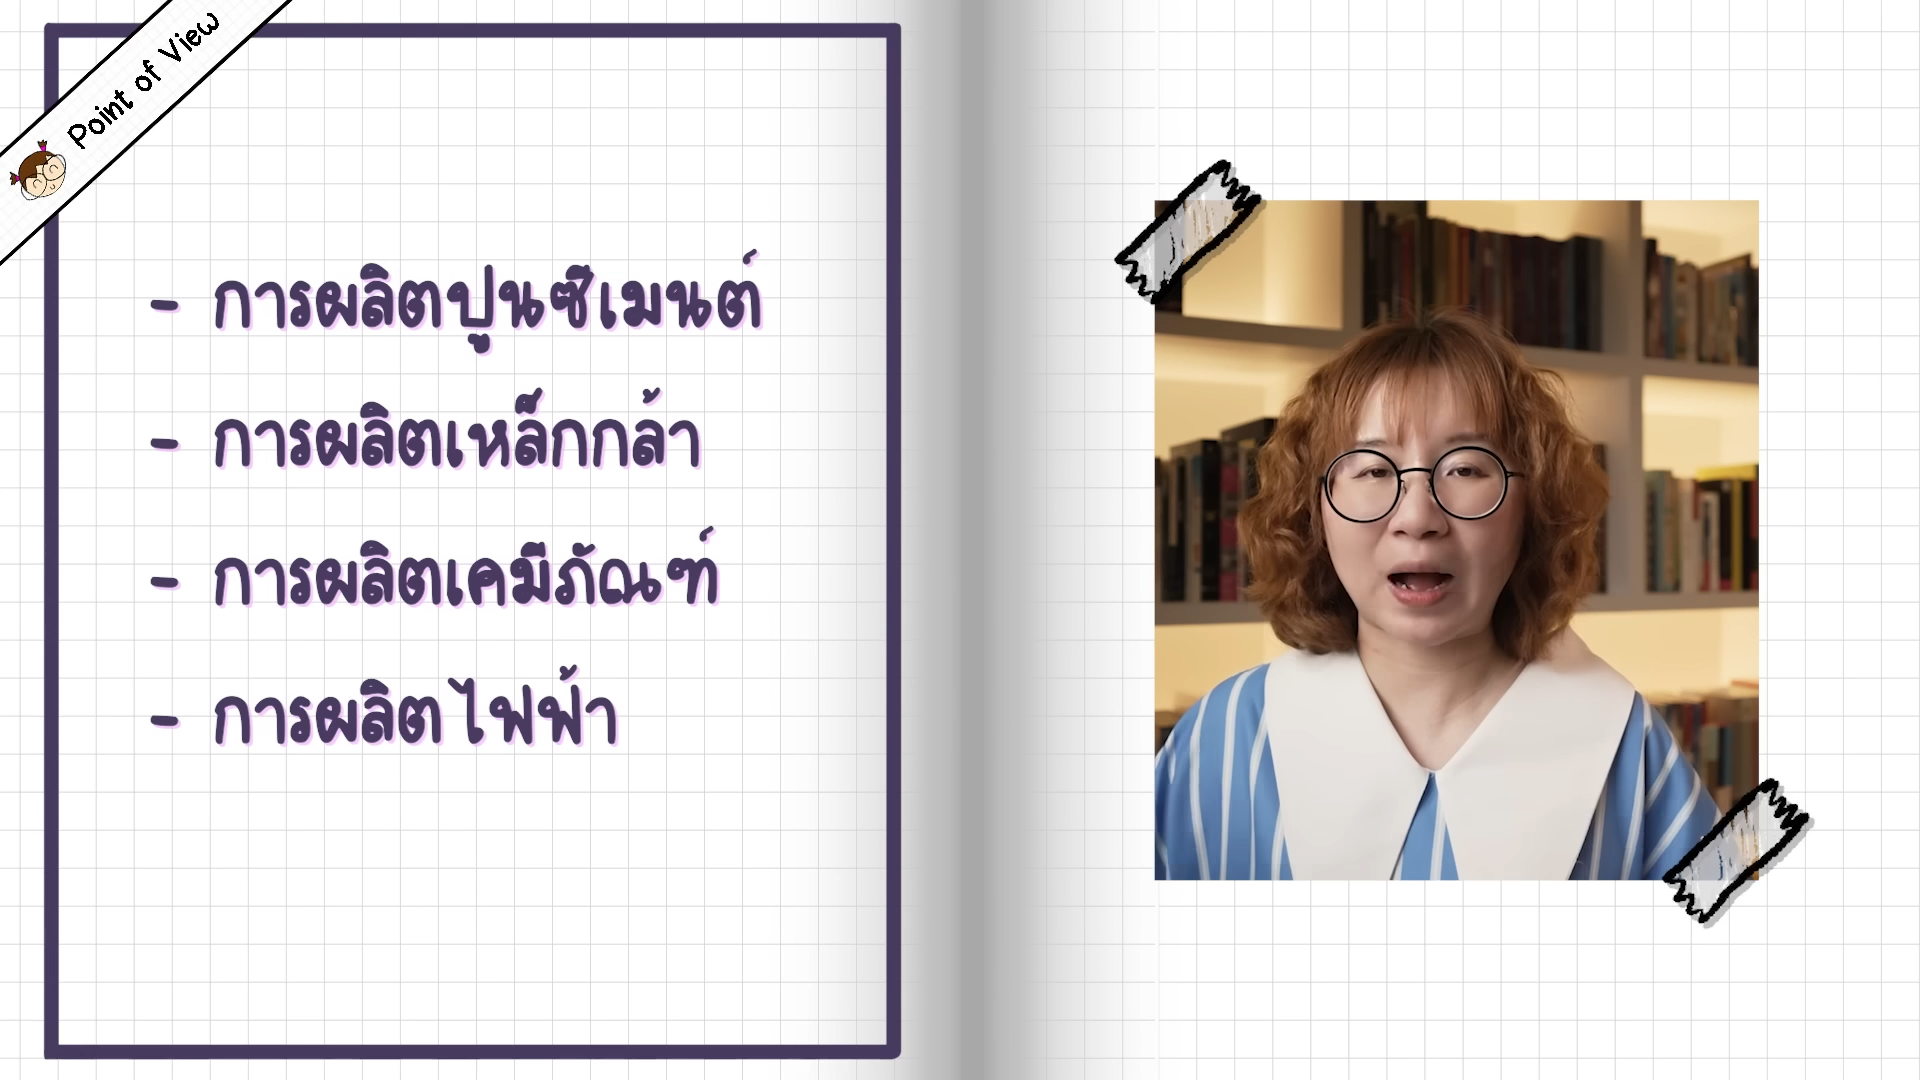 Point of View
- การผลิตปูนซีเมนต์
- การผลิตเหล็กกล้า
- การผลิตเคมีภัณฑ์
- การผลิตไฟฟ้า